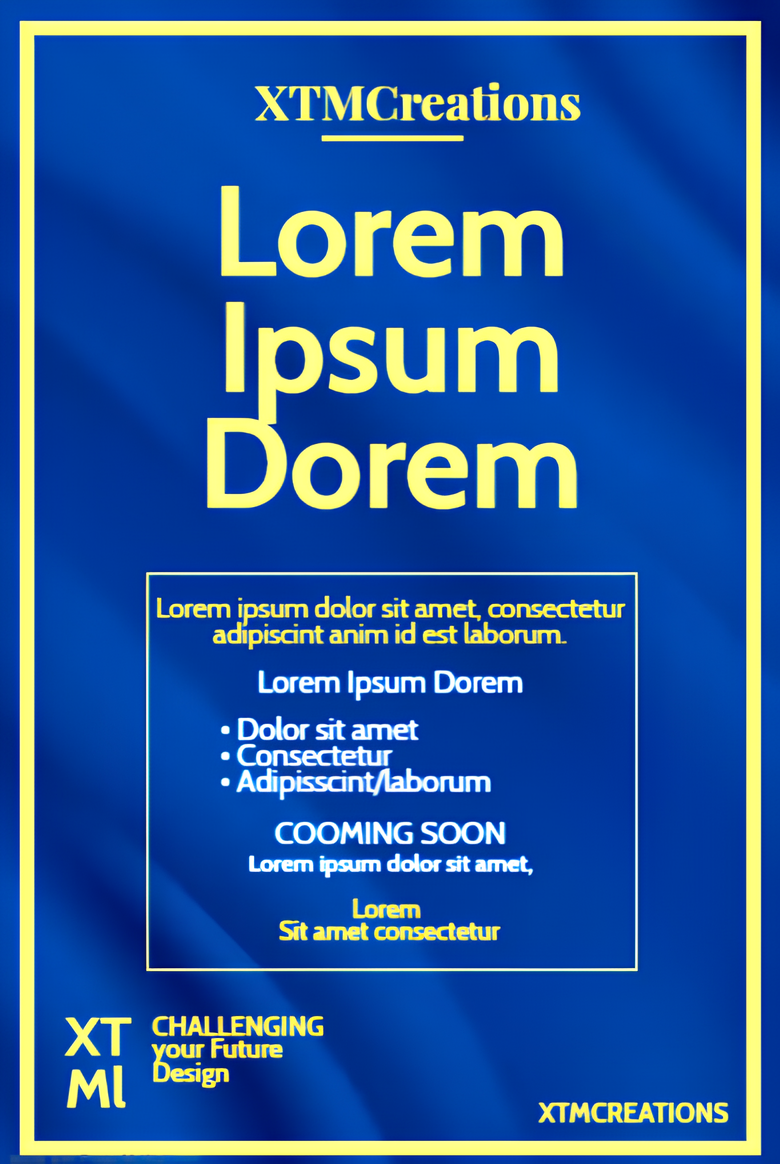 XTMCreations
Lorem
Ipsum
Dorem
Lorem ipsum dolor sit amet, consectetur
adipiscint anim id est laborum.
Lorem Ipsum Dorem
• Dolor sit amet
• Consectetur
• Adipisscint/laborum
COOMING SOON
Lorem ipsum dolor sit amet,
Lorem
Sit amet consectetur
XT
Ml
CHALLENGING
your Future
Design
XTMCREATIONS